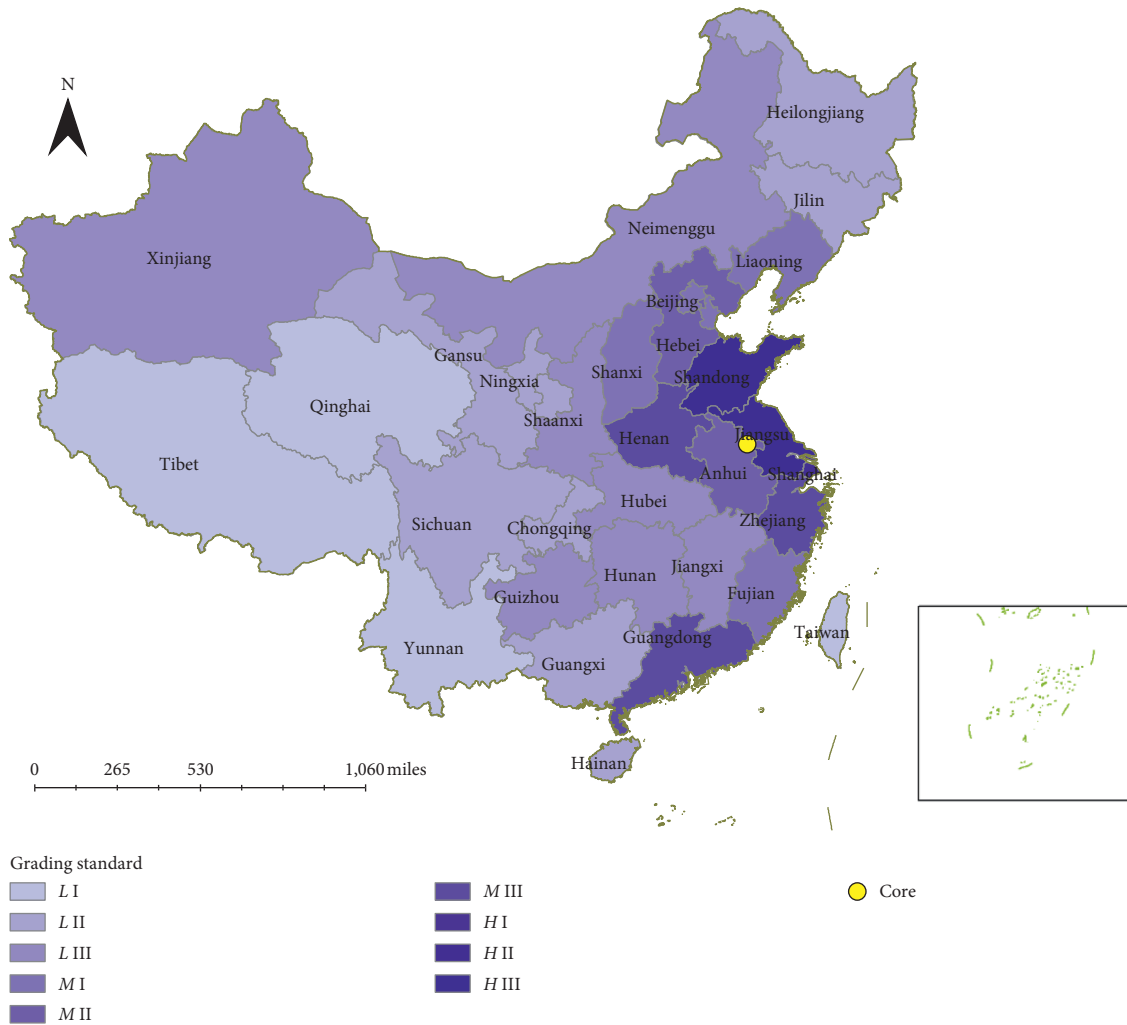 N
Heilongjiang
Jilin
Neimenggu
Xinjiang
Liaoning
Beijing
Hebei
Gansu
Shanxi
Shandong
Ningxia
Qinghai
Shaanxi
Henan
Jiangsu
Tibet
Anhui
Shanghai
Hubei
Sichuan
Chongqing
Zhejiang
Jiangxi
Hunan
Guizhou
Fujian
Guangdong
Taiwan
Yunnan
Guangxi
Hainan
0 265 530 1,060 miles
Grading standard
L I
L II
L III
M I
M II
M III
H I
H II
H III
Core